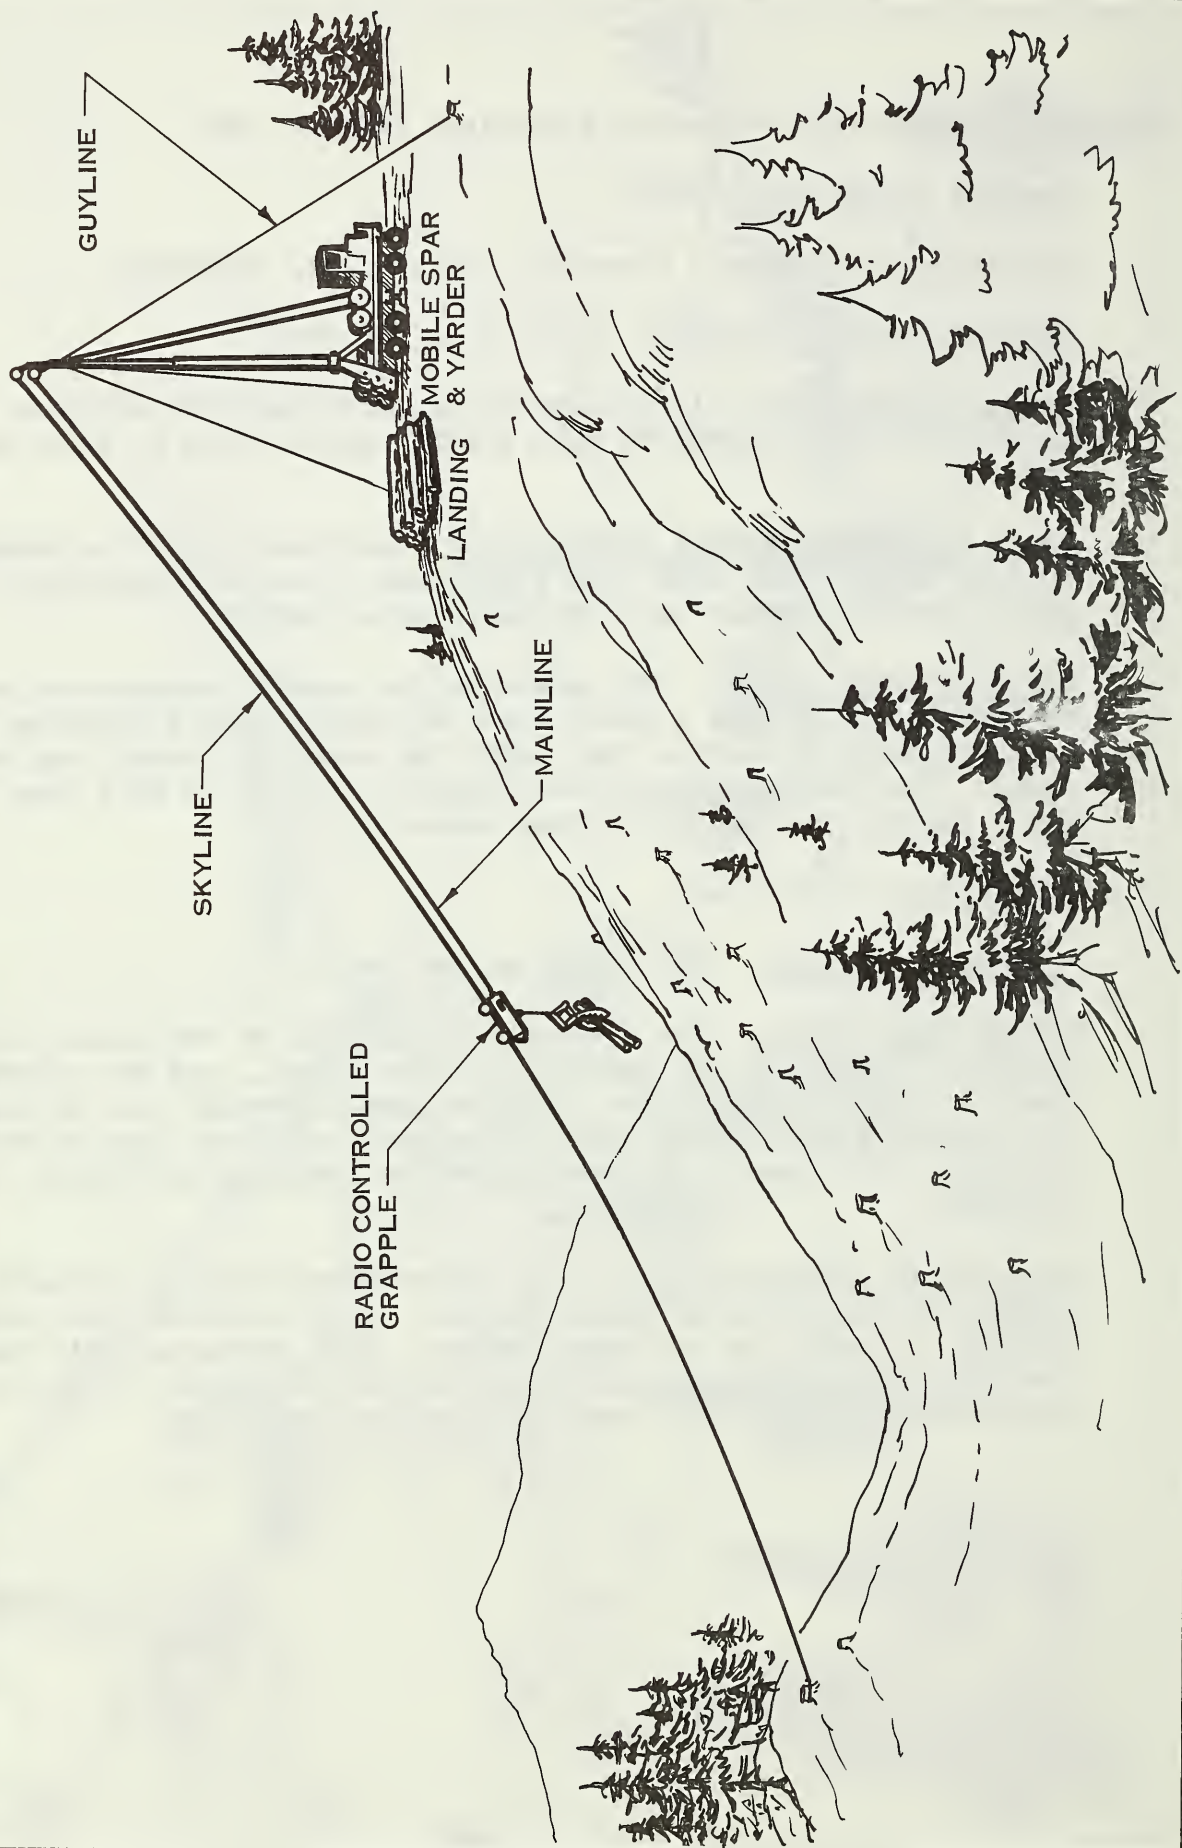 GUYLINE
SKYLINE
MOBILE SPAR
& YARDER
LANDING
MAINLINE
RADIO CONTROLLED
GRAPPLE